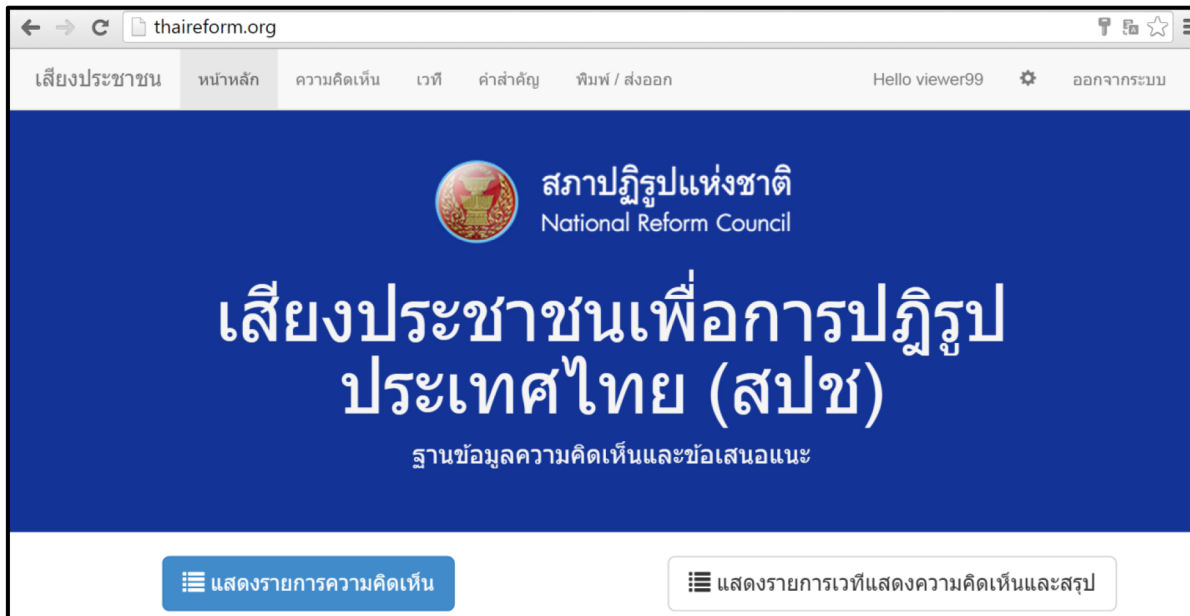 thaireform.org
เสียงประชาชน หน้าหลัก ความคิดเห็น เวที คำสำคัญ พิมพ์ / ส่งออก Hello viewer99 ออกจากระบบ
สภาปฏิรูปแห่งชาติ
National Reform Council
เสียงประชาชนเพื่อการปฎิรูป
ประเทศไทย (สปช)
ฐานข้อมูลความคิดเห็นและข้อเสนอแนะ
แสดงรายการความคิดเห็น แสดงรายการเวทีแสดงความคิดเห็นและสรุป